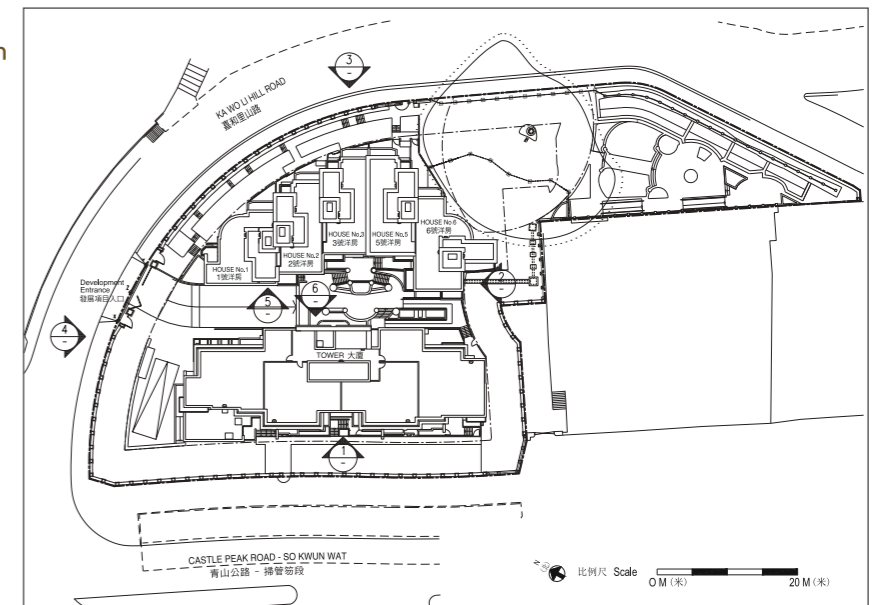 n
3
-
KA WO LI HILL ROAD
嘉和里山路
HOUSE No.3
3號洋房
HOUSE No.5
5號洋房
HOUSE No.6
6號洋房
HOUSE No.2
2號洋房
HOUSE No.1
1號洋房
Development
Entrance
發展項目入口
2
-
5
-
6
-
4
-
TOWER 大廈
1
-
CASTLE PEAK ROAD - SO KWUN WAT
青山公路 - 掃管笏段
N
比例尺 Scale
0 M (米)
20 M (米)